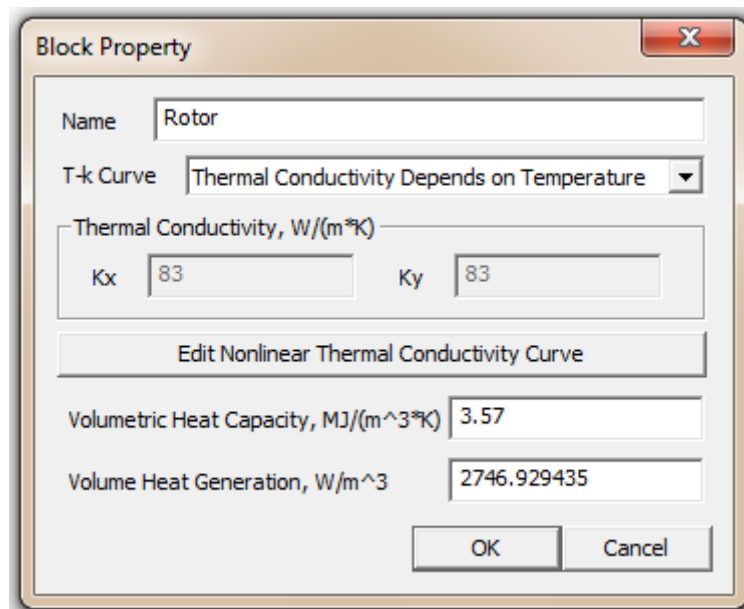 Block Property
Name Rotor
T-k Curve Thermal Conductivity Depends on Temperature
Thermal Conductivity, W/(m*K)
Kx 83 Ky 83
Edit Nonlinear Thermal Conductivity Curve
Volumetric Heat Capacity, MJ/(m^3*K) 3.57
Volume Heat Generation, W/m^3 2746.929435
OK Cancel